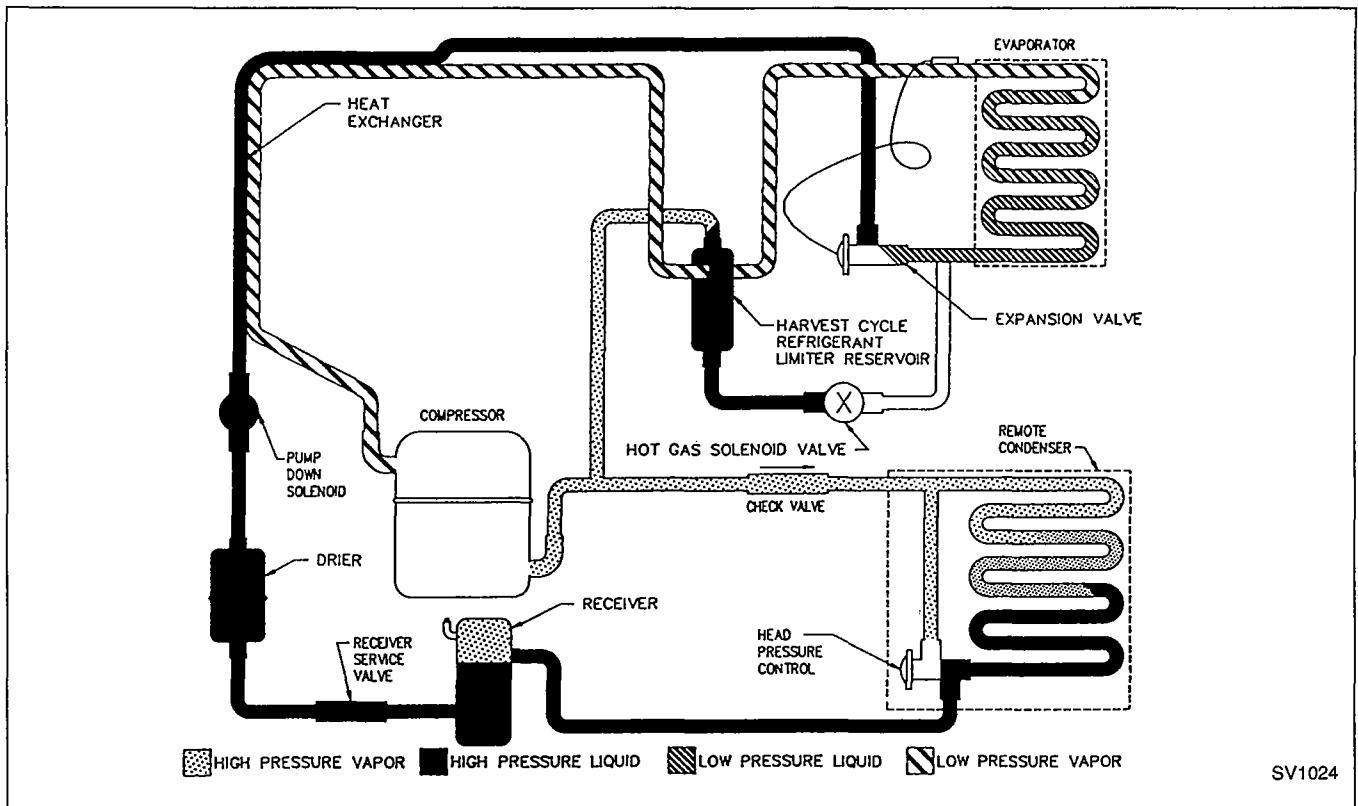 EVAPORATOR
HEAT
EXCHANGER
EXPANSION VALVE
HARVEST CYCLE
REFRIGERANT
LIMITER RESERVOIR
COMPRESSOR
HOT GAS SOLENOID VALVE
REMOTE
CONDENSER
PUMP
DOWN
SOLENOID
CHECK VALVE
DRIER
RECEIVER
RECEIVER
SERVICE
VALVE
HEAD
PRESSURE
CONTROL
HIGH PRESSURE VAPOR HIGH PRESSURE LIQUID LOW PRESSURE LIQUID LOW PRESSURE VAPOR
SV1024